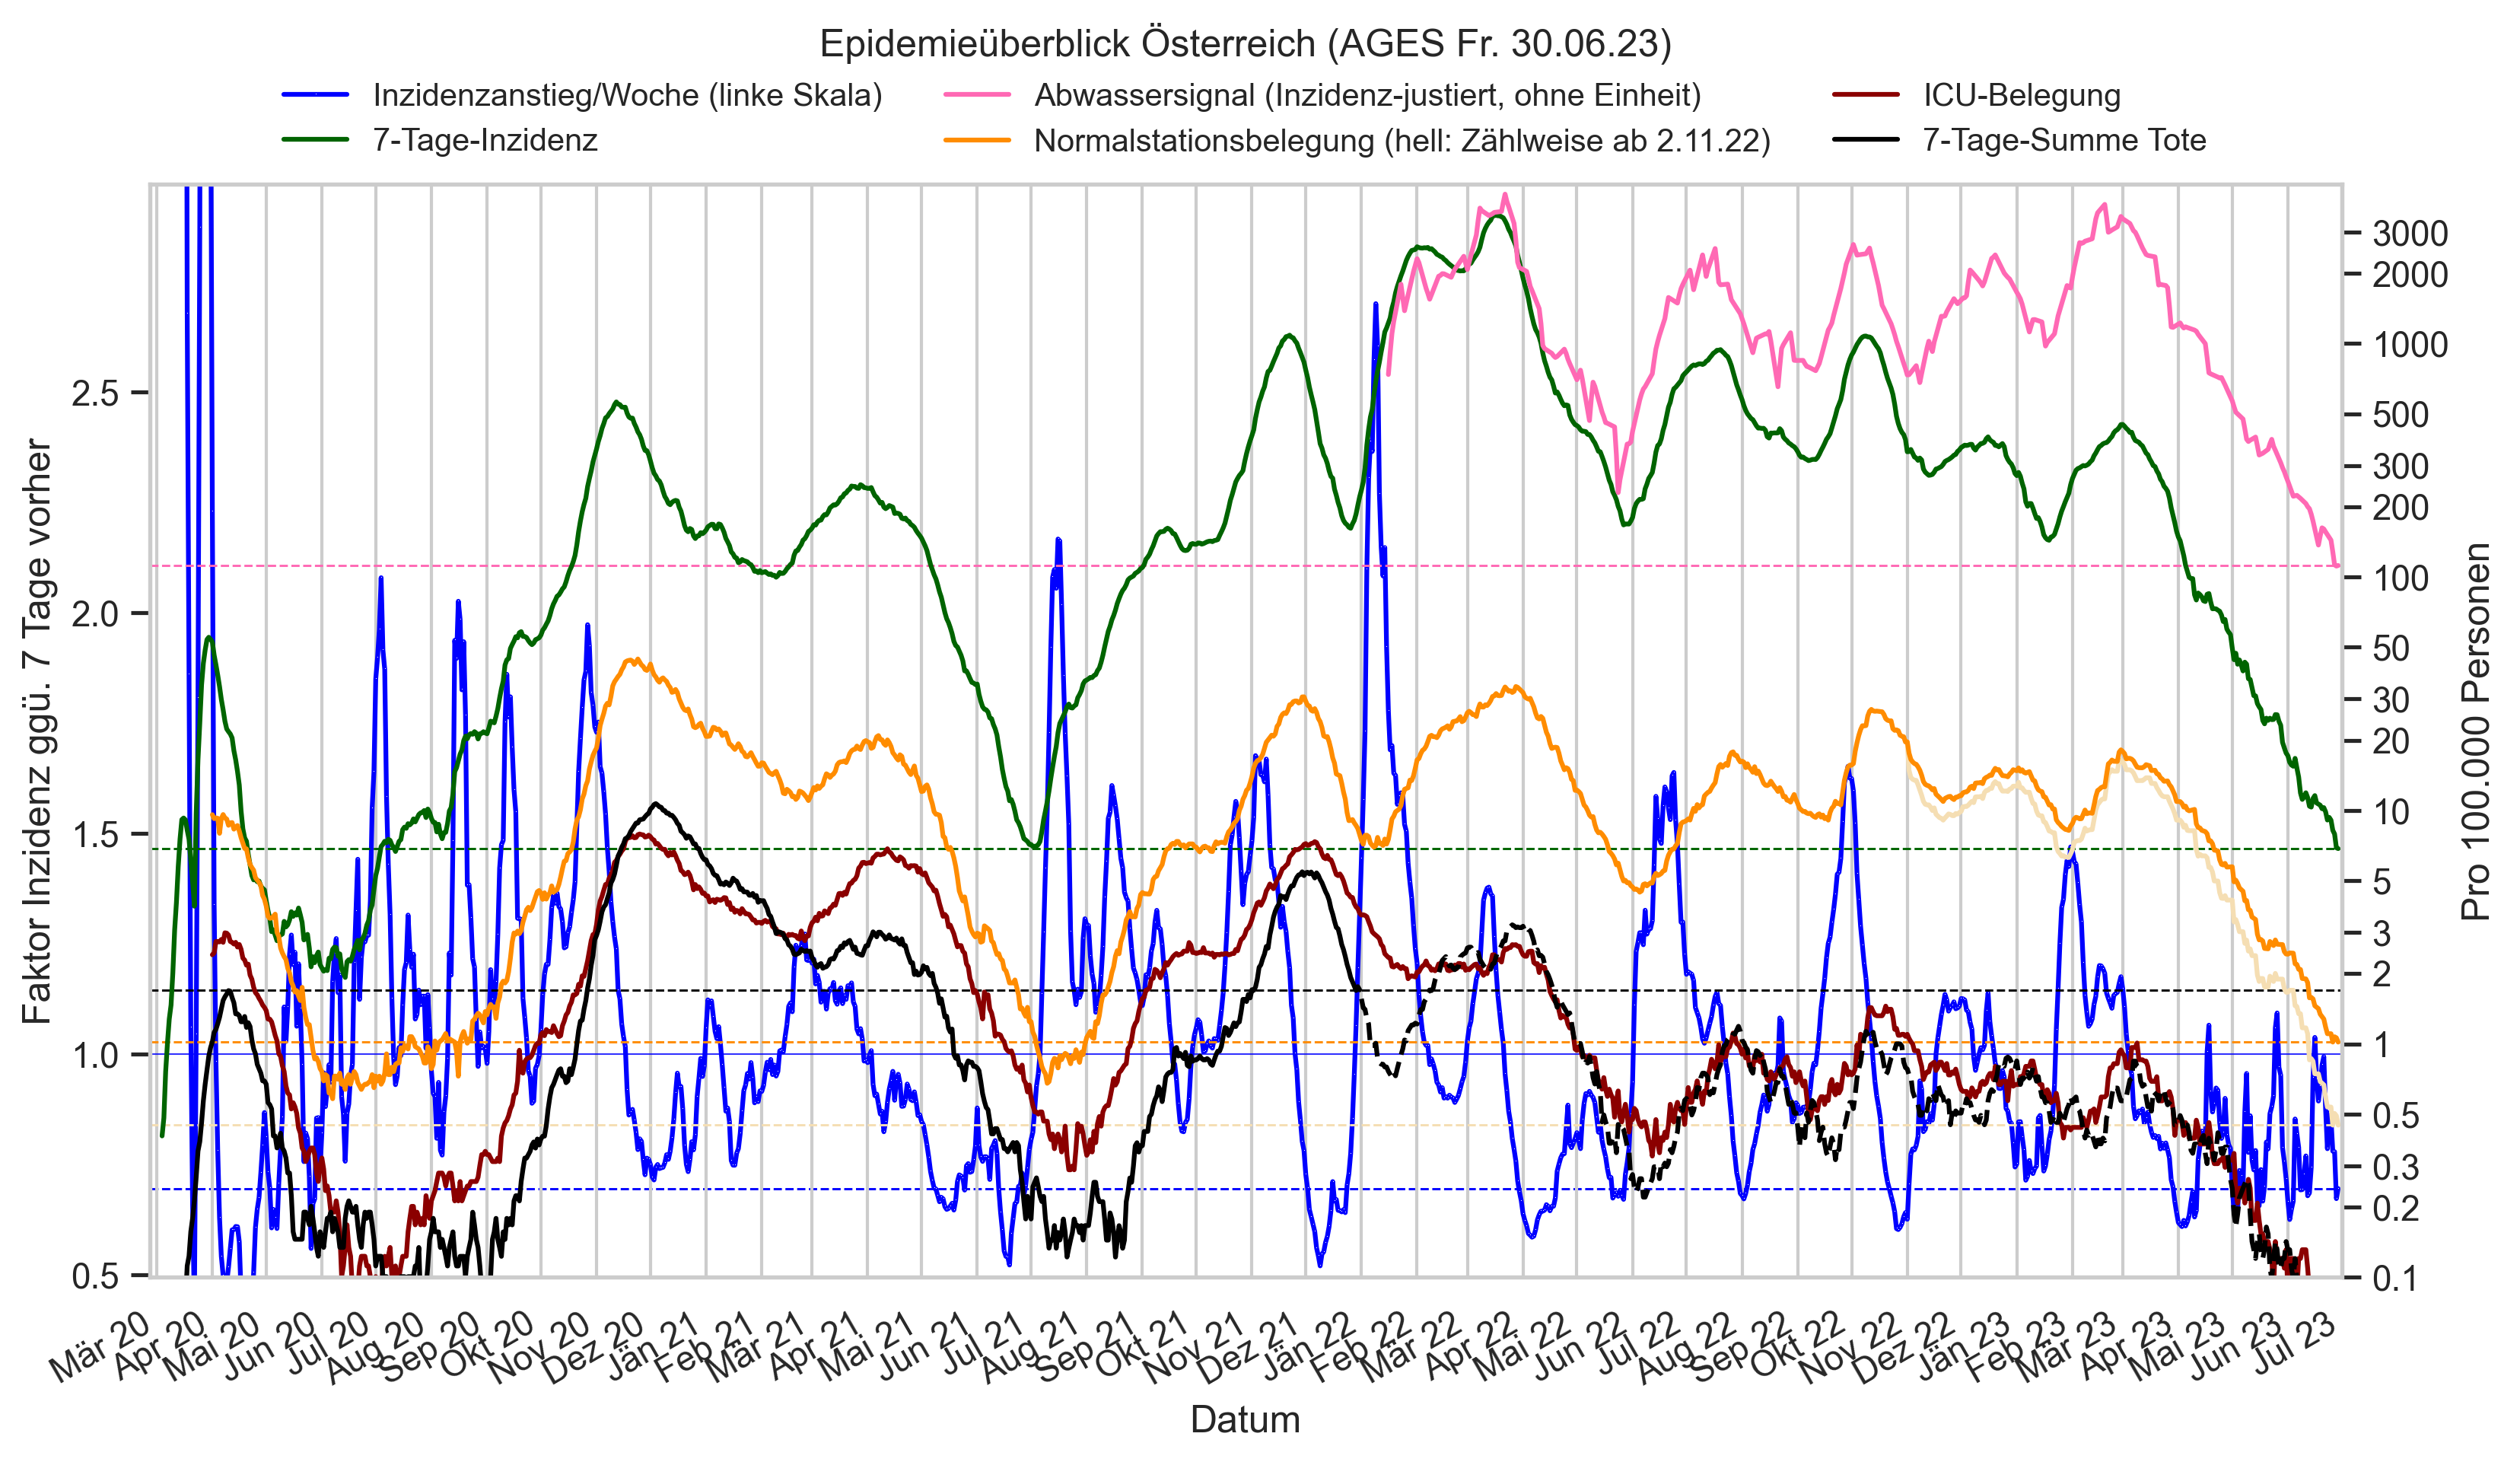 Epidemieüberblick Österreich (AGES Fr. 30.06.23)
Inzidenzanstieg/Woche (linke Skala)
7-Tage-Inzidenz
Abwassersignal (Inzidenz-justiert, ohne Einheit)
Normalstationsbelegung (hell: Zählweise ab 2.11.22)
ICU-Belegung
7-Tage-Summe Tote
Faktor Inzidenz ggü. 7 Tage vorher
2.5
2.0
1.5
1.0
0.5
3000
2000
1000
500
300
200
100
50
30
20
10
5
3
2
1
0.5
0.3
0.2
0.1
Pro 100.000 Personen
Mär 20
Apr 20
Mai 20
Jun 20
Jul 20
Aug 20
Sep 20
Okt 20
Nov 20
Dez 20
Jän 21
Feb 21
Mär 21
Apr 21
Mai 21
Jun 21
Jul 21
Aug 21
Sep 21
Okt 21
Nov 21
Dez 21
Jän 22
Feb 22
Mär 22
Apr 22
Mai 22
Jun 22
Jul 22
Aug 22
Sep 22
Okt 22
Nov 22
Dez 22
Jän 23
Feb 23
Mär 23
Apr 23
Mai 23
Jun 23
Jul 23
Datum